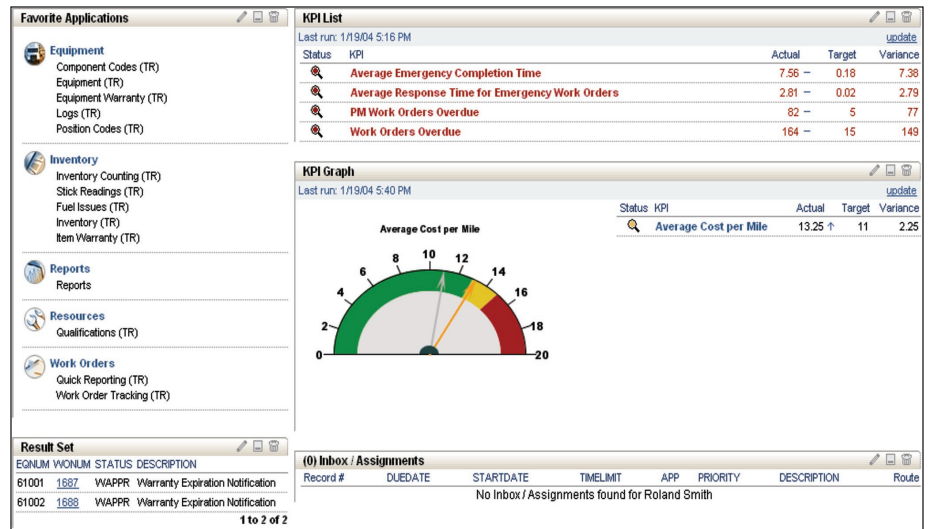 Favorite Applications
Equipment
Component Codes (TR)
Equipment (TR)
Equipment Warranty (TR)
Logs (TR)
Position Codes (TR)
Inventory
Inventory Counting (TR)
Stick Readings (TR)
Fuel Issues (TR)
Inventory (TR)
Item Warranty (TR)
Reports
Reports
Resources
Qualifications (TR)
Work Orders
Quick Reporting (TR)
Work Order Tracking (TR)
Result Set
EQNUM WONUM STATUS DESCRIPTION
61001 1687 WAPPR Warranty Expiration Notification
61002 1688 WAPPR Warranty Expiration Notification
1 to 2 of 2
KPI List
Last run: 1/19/04 5:16 PM update
Status KPI Actual Target Variance
Average Emergency Completion Time 7.56 – 0.18 7.38
Average Response Time for Emergency Work Orders 2.81 – 0.02 2.79
PM Work Orders Overdue 82 – 5 77
Work Orders Overdue 164 – 15 149
KPI Graph
Last run: 1/19/04 5:40 PM update
Status KPI Actual Target Variance
Average Cost per Mile 13.25 ↑ 11 2.25
Average Cost per Mile
0 2 4 6 8 10 12 14 16 18 20
(0) Inbox / Assignments
Record # DUEDATE STARTDATE TIMELIMIT APP PRIORITY DESCRIPTION Route
No Inbox / Assignments found for Roland Smith